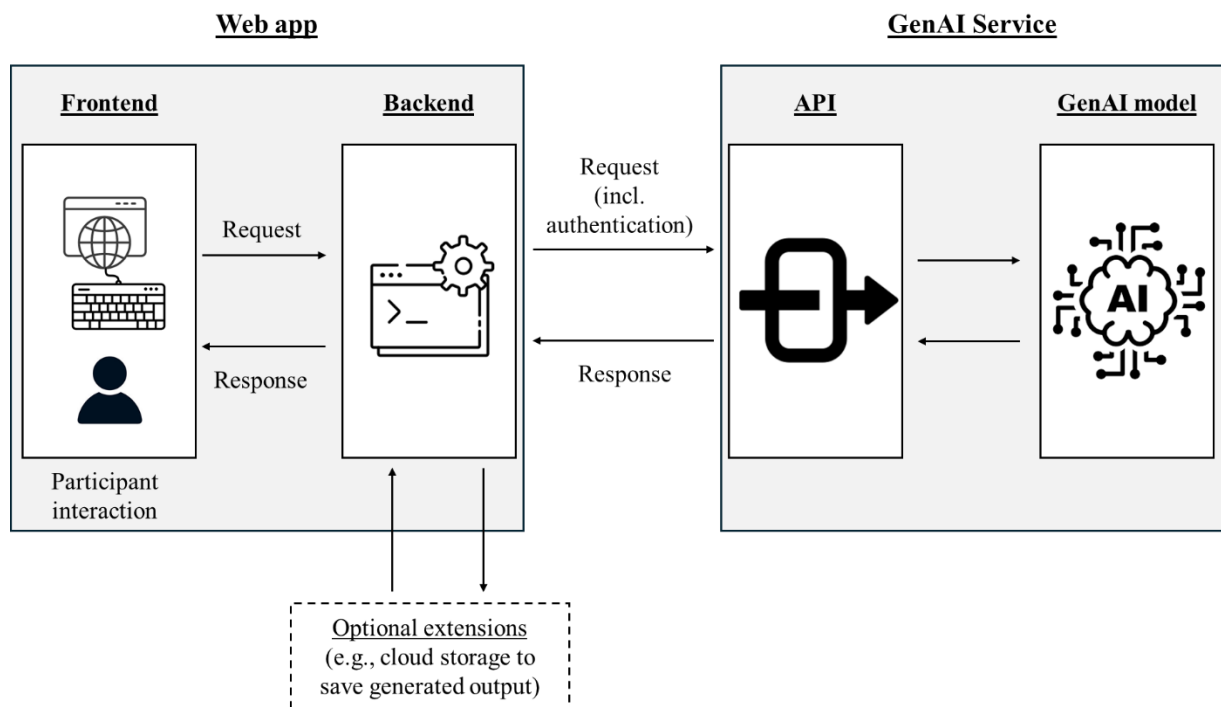 Web app
GenAI Service
Frontend
Backend
API
GenAI model
Request
Response
Request
(incl.
authentication)
Response
>_
AI
Participant
interaction
Optional extensions
(e.g., cloud storage to
save generated output)